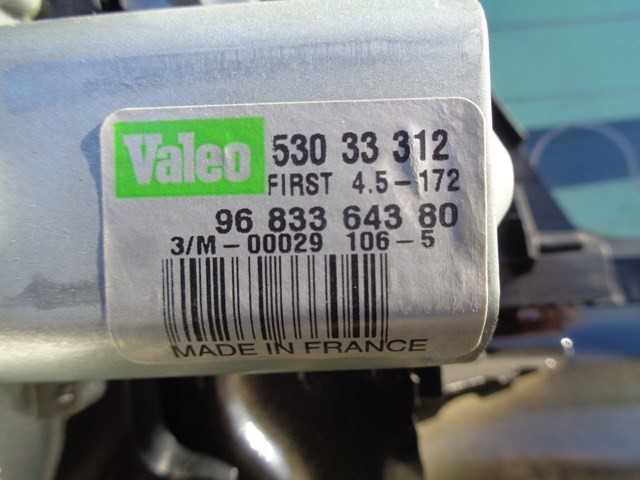 Valeo 530 33 312
FIRST 4.5-172
96 833 643 80
3/M-00029 106-5
MADE IN FRANCE